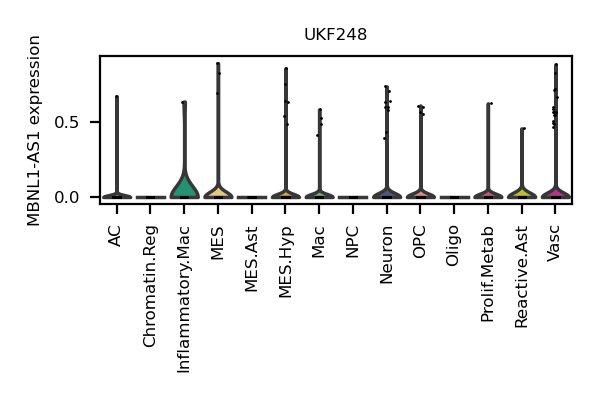 UKF248
MBNL1-AS1 expression
0.5
0.0
AC
Chromatin.Reg
Inflammatory.Mac
MES
MES.Ast
MES.Hyp
Mac
NPC
Neuron
OPC
Oligo
Prolif.Metab
Reactive.Ast
Vasc